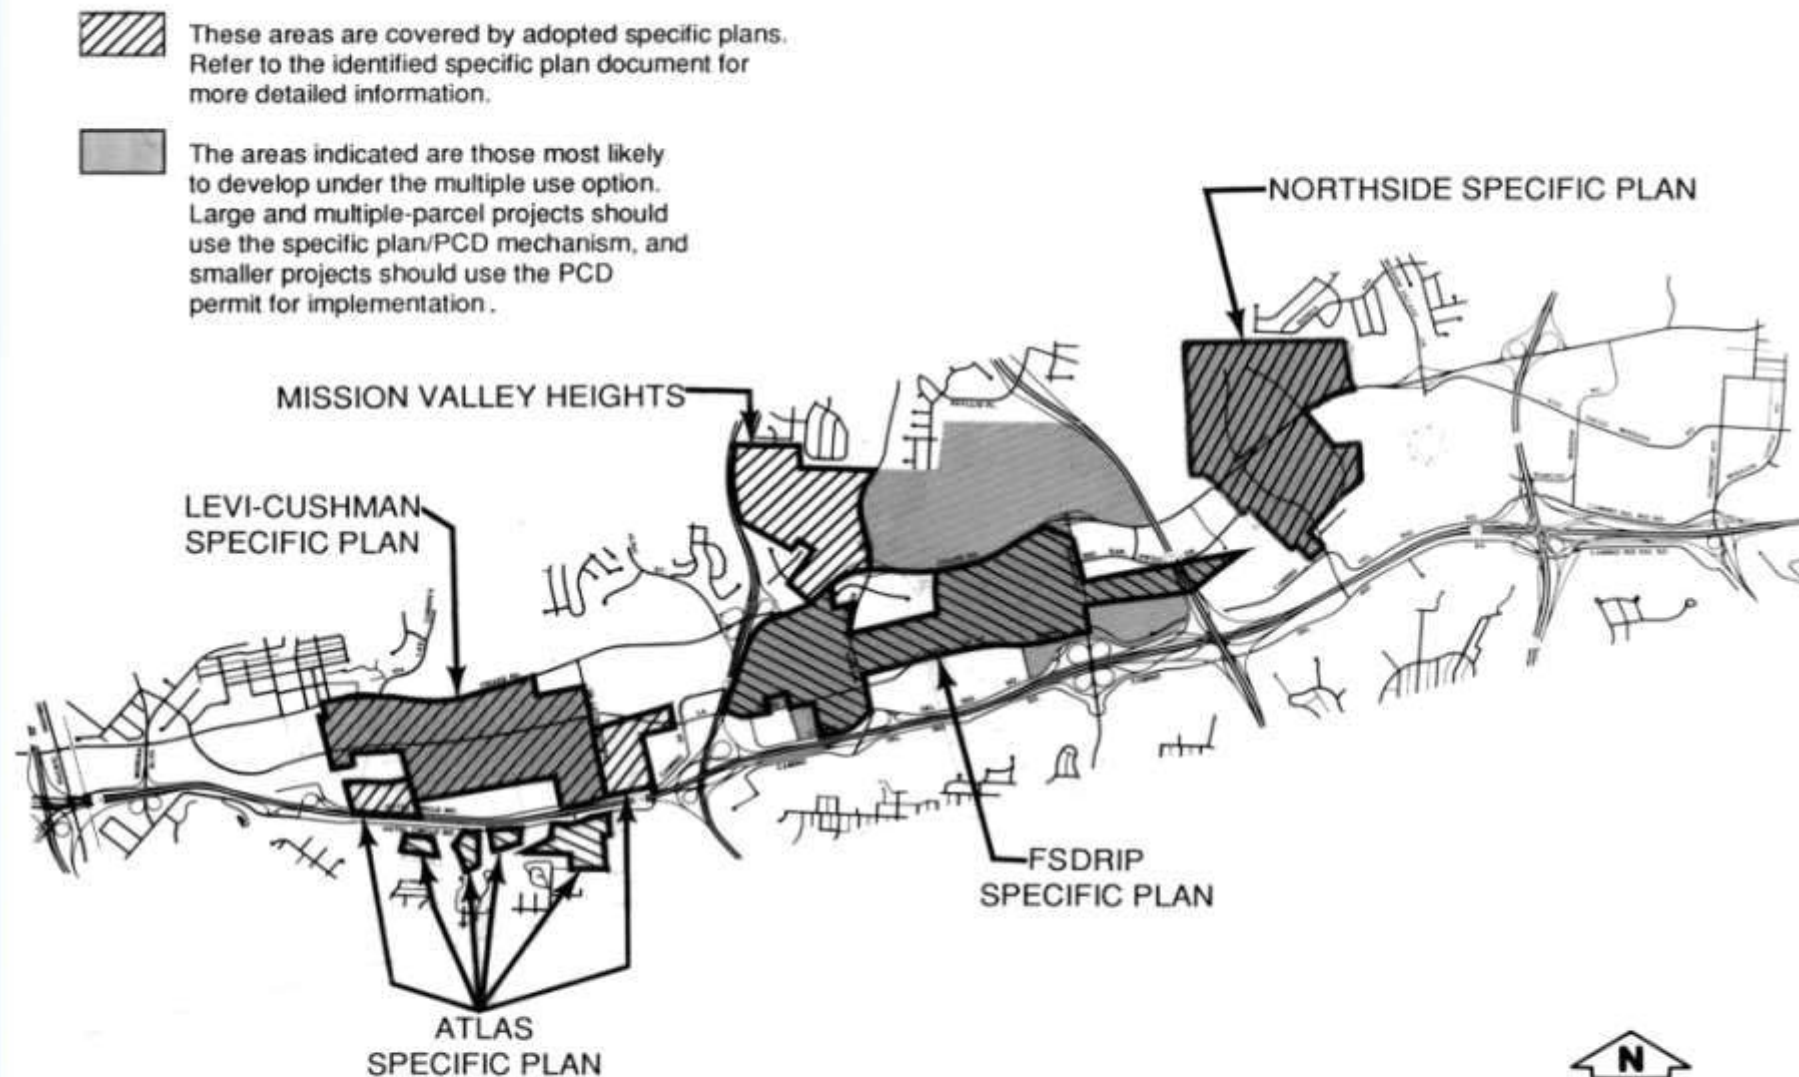 These areas are covered by adopted specific plans.
Refer to the identified specific plan document for
more detailed information.
The areas indicated are those most likely
to develop under the multiple use option.
Large and multiple-parcel projects should
use the specific plan/PCD mechanism, and
smaller projects should use the PCD
permit for implementation.
NORTHSIDE SPECIFIC PLAN
MISSION VALLEY HEIGHTS
LEVI-CUSHMAN
SPECIFIC PLAN
FSDRIP
SPECIFIC PLAN
ATLAS
SPECIFIC PLAN
N